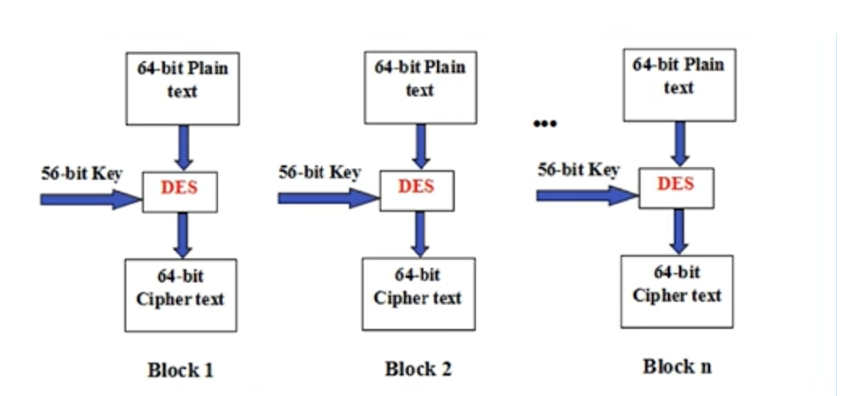 64-bit Plain
text
56-bit Key
DES
64-bit
Cipher text
Block 1
64-bit Plain
text
56-bit Key
DES
64-bit
Cipher text
Block 2
...
64-bit Plain
text
56-bit Key
DES
64-bit
Cipher text
Block n